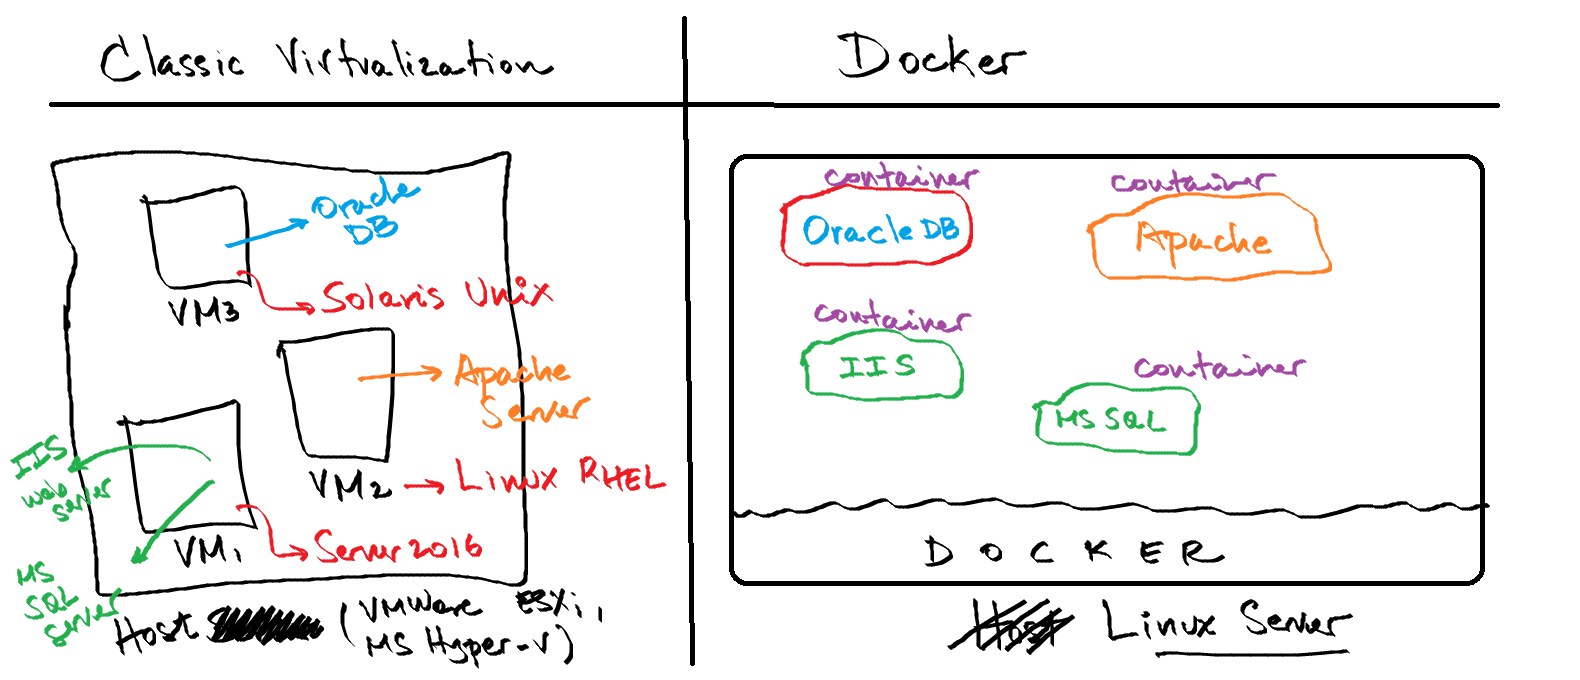 Classic Virtualization
Docker
Oracle
DB
Solaris Unix
VM3
Apache
Server
VM2
Linux RHEL
IIS
web
server
VM1
Server 2016
MS
SQL
server
Host
(VMWare ESXi,
MS Hyper-V)
container
Oracle DB
container
Apache
container
IIS
container
MS SQL
DOCKER
Host
Linux Server